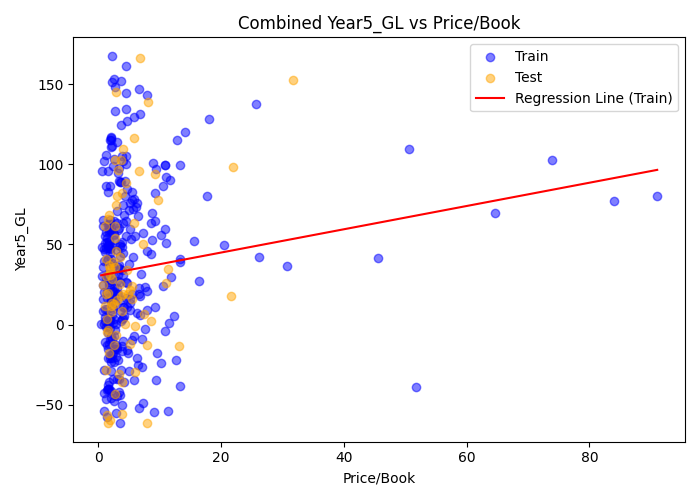 Combined Year5_GL vs Price/Book
Train
Test
Regression Line (Train)
Year5_GL
150
100
50
0
−50
0
20
40
60
80
Price/Book